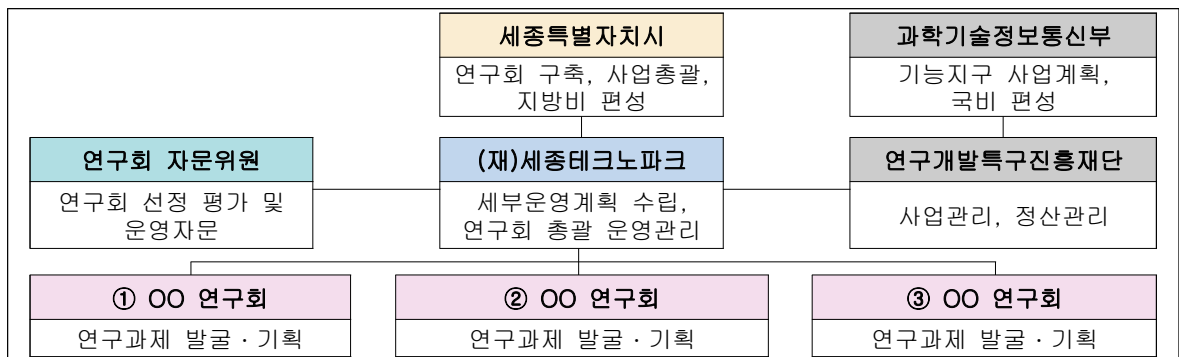 세종특별자치시
연구회 구축, 사업총괄,
지방비 편성
과학기술정보통신부
기능지구 사업계획,
국비 편성
연구회 자문위원
연구회 선정 평가 및
운영자문
(재)세종테크노파크
세부운영계획 수립,
연구회 총괄 운영관리
연구개발특구진흥재단
사업관리, 정산관리
① OO 연구회
연구과제 발굴 · 기획
② OO 연구회
연구과제 발굴 · 기획
③ OO 연구회
연구과제 발굴 · 기획